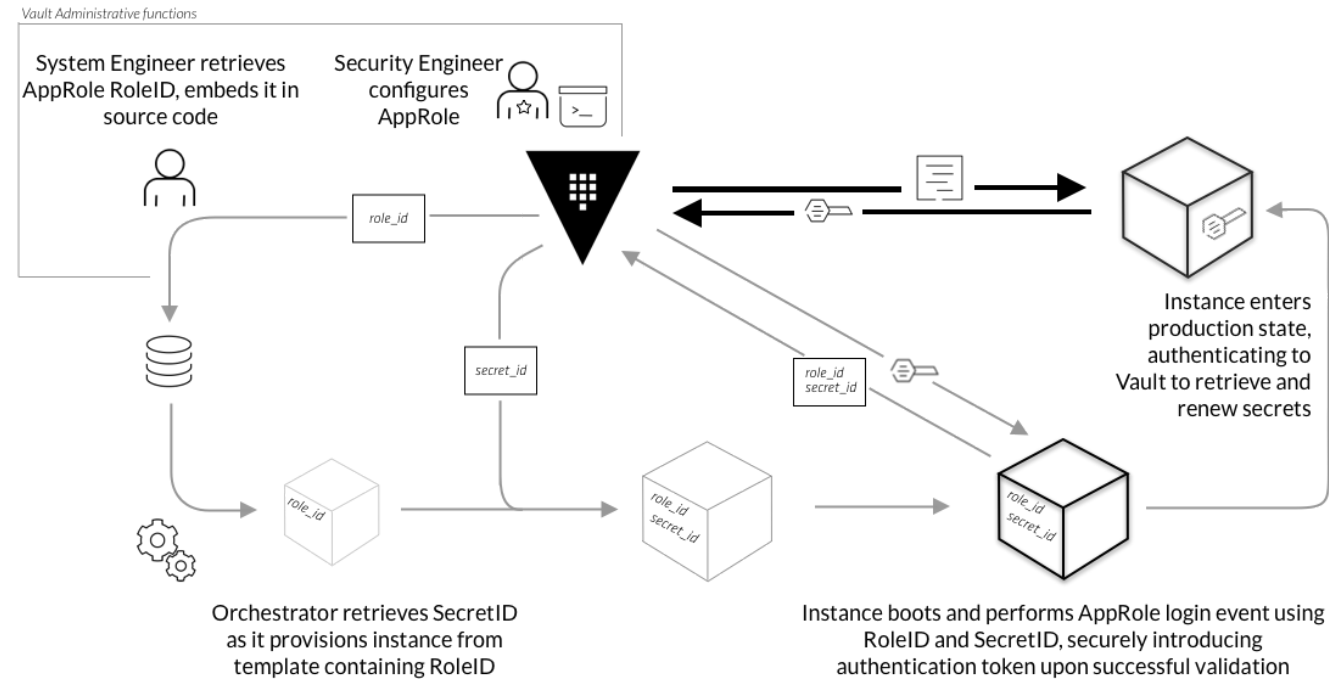 Vault Administrative functions
System Engineer retrieves
AppRole RoleID, embeds it in
source code
Security Engineer
configures
AppRole
>_
role_id
secret_id
role_id
secret_id
Instance enters
production state,
authenticating to
Vault to retrieve and
renew secrets
role_id
role_id
secret_id
role_id
secret_id
Orchestrator retrieves SecretID
as it provisions instance from
template containing RoleID
Instance boots and performs AppRole login event using
RoleID and SecretID, securely introducing
authentication token upon successful validation